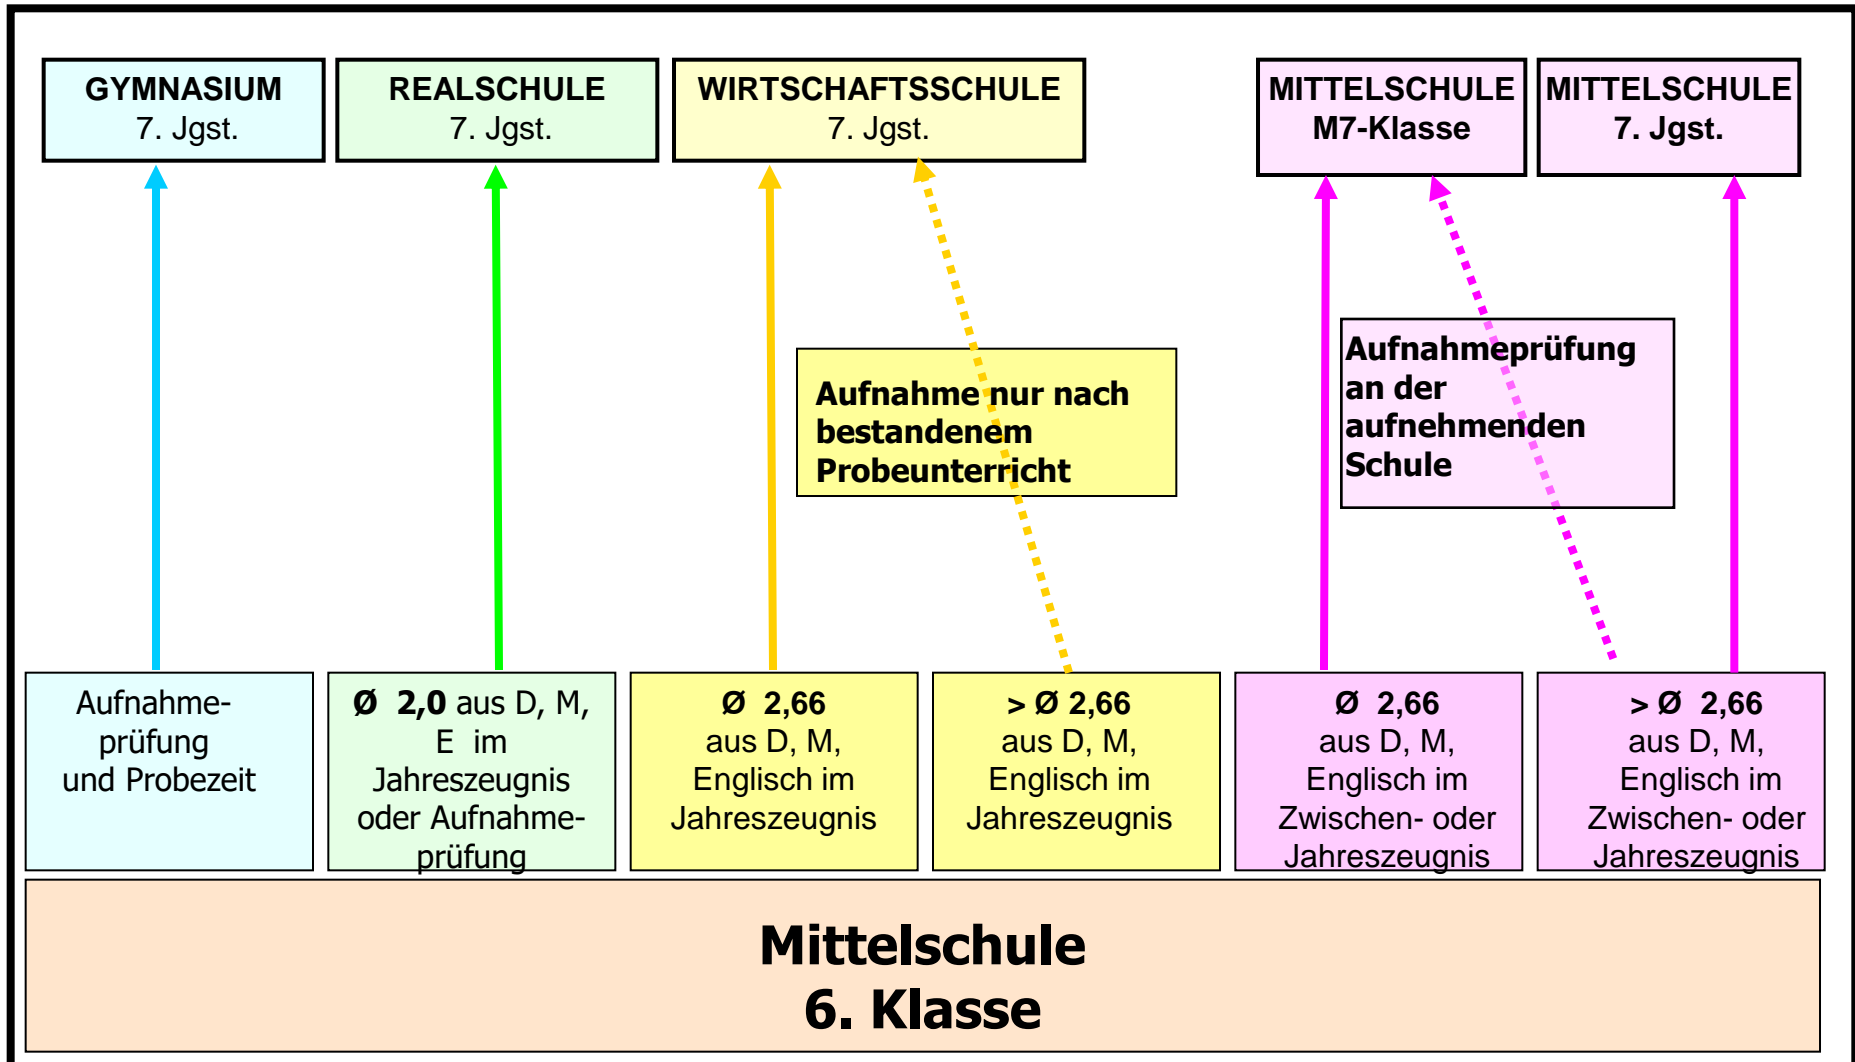 GYMNASIUM
7. Jgst.
REALSCHULE
7. Jgst.
WIRTSCHAFTSSCHULE
7. Jgst.
MITTELSCHULE
M7-Klasse
MITTELSCHULE
7. Jgst.
Aufnahme nur nach
bestandenem
Probeunterricht
Aufnahmeprüfung
an der
aufnehmenden
Schule
Aufnahme-
prüfung
und Probezeit
Ø 2,0 aus D, M,
E im
Jahreszeugnis
oder Aufnahme-
prüfung
Ø 2,66
aus D, M,
Englisch im
Jahreszeugnis
> Ø 2,66
aus D, M,
Englisch im
Jahreszeugnis
Ø 2,66
aus D, M,
Englisch im
Zwischen- oder
Jahreszeugnis
> Ø 2,66
aus D, M,
Englisch im
Zwischen- oder
Jahreszeugnis
Mittelschule
6. Klasse